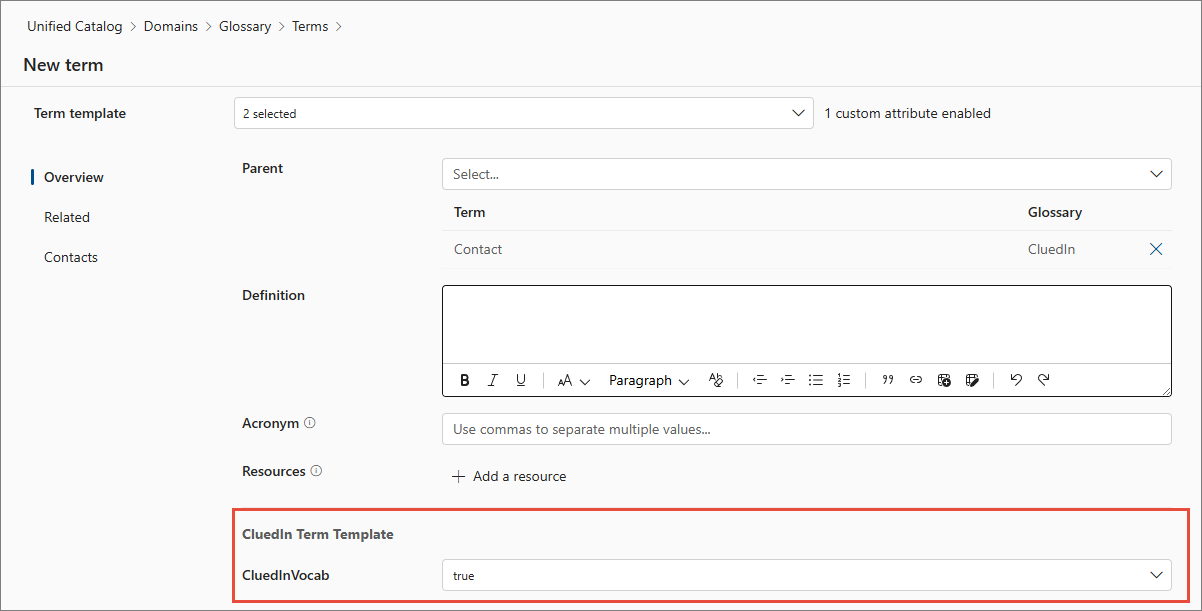 Unified Catalog > Domains > Glossary > Terms >
New term
Term template
2 selected
1 custom attribute enabled
Overview
Related
Contacts
Parent
Select...
Term
Glossary
Contact
CluedIn
Definition
B I U AA Paragraph Ab
Acronym
Use commas to separate multiple values...
Resources
+ Add a resource
CluedIn Term Template
CluedInVocab
true